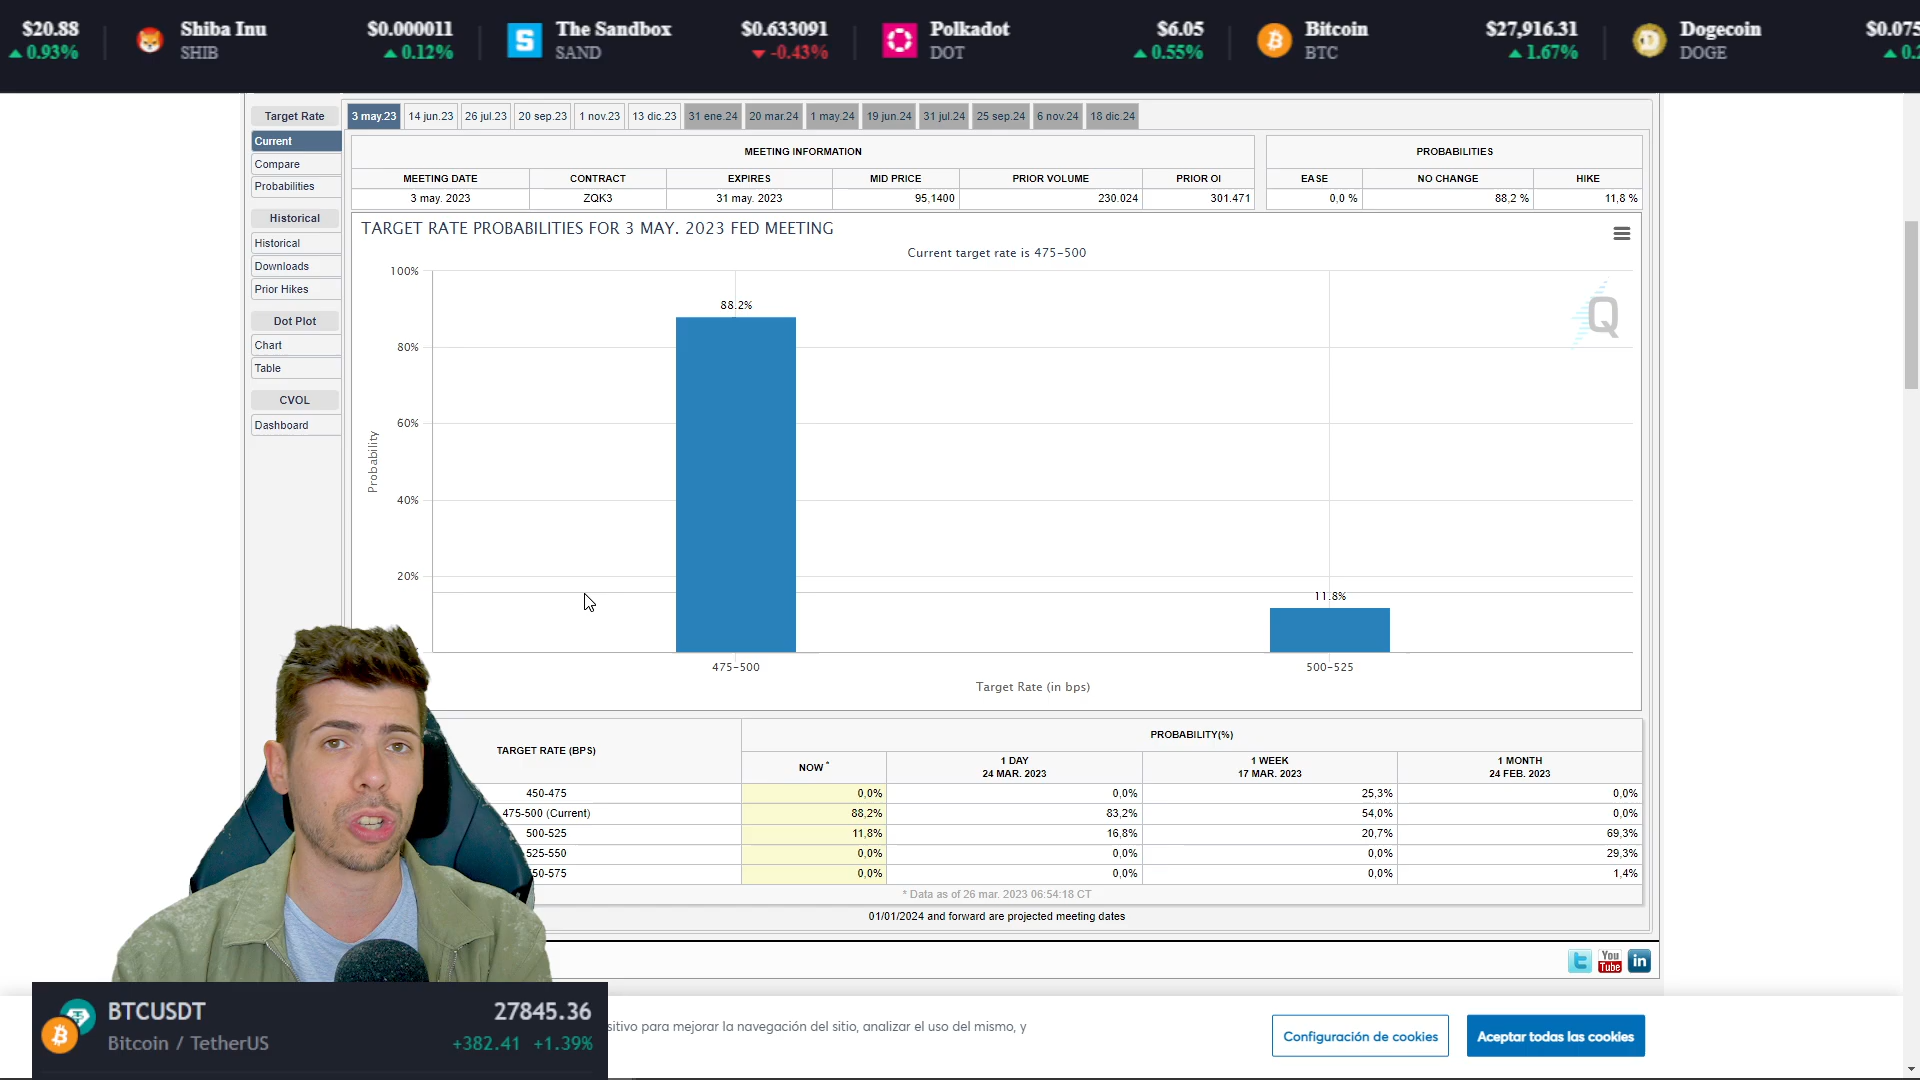 $20.88
0.93%
Shiba Inu
SHIB
$0.000011
0.12%
The Sandbox
SAND
$0.633091
-0.43%
Polkadot
DOT
$6.05
0.55%
Bitcoin
BTC
$27,916.31
1.67%
Dogecoin
DOGE
Target Rate
Current
Compare
Probabilities
Historical
Historical
Downloads
Prior Hikes
Dot Plot
Chart
Table
CVOL
Dashboard
3 may.23 14 jun.23 26 jul.23 20 sep.23 1 nov.23 13 dic.23 31 ene.24 20 mar.24 1 may.24 19 jun.24 31 jul.24 25 sep.24 6 nov.24 18 dic.24
MEETING INFORMATION
MEETING DATE CONTRACT EXPIRES MID PRICE PRIOR VOLUME PRIOR OI
3 may. 2023 ZQK3 31 may. 2023 95,1400 230.024 301.471
PROBABILITIES
EASE NO CHANGE HIKE
0,0 % 88,2 % 11,8 %
TARGET RATE PROBABILITIES FOR 3 MAY. 2023 FED MEETING
Current target rate is 475-500
100%
80%
60%
40%
20%
Probability
88.2%
11.8%
Q
475-500 500-525
Target Rate (in bps)
TARGET RATE (BPS) PROBABILITY(%)
NOW * 1 DAY 1 WEEK 1 MONTH
24 MAR. 2023 17 MAR. 2023 24 FEB. 2023
450-475 0,0% 0,0% 25,3% 0,0%
475-500 (Current) 88,2% 83,2% 54,0% 0,0%
500-525 11,8% 16,8% 20,7% 69,3%
525-550 0,0% 0,0% 0,0% 29,3%
50-575 0,0% 0,0% 0,0% 1,4%
* Data as of 26 mar. 2023 06:54:18 CT
01/01/2024 and forward are projected meeting dates
You
Tube
in
BTCUSDT 27845.36
Bitcoin / TetherUS +382.41 +1.39%
sitivo para mejorar la navegación del sitio, analizar el uso del mismo, y
Configuración de cookies
Aceptar todas las cookies